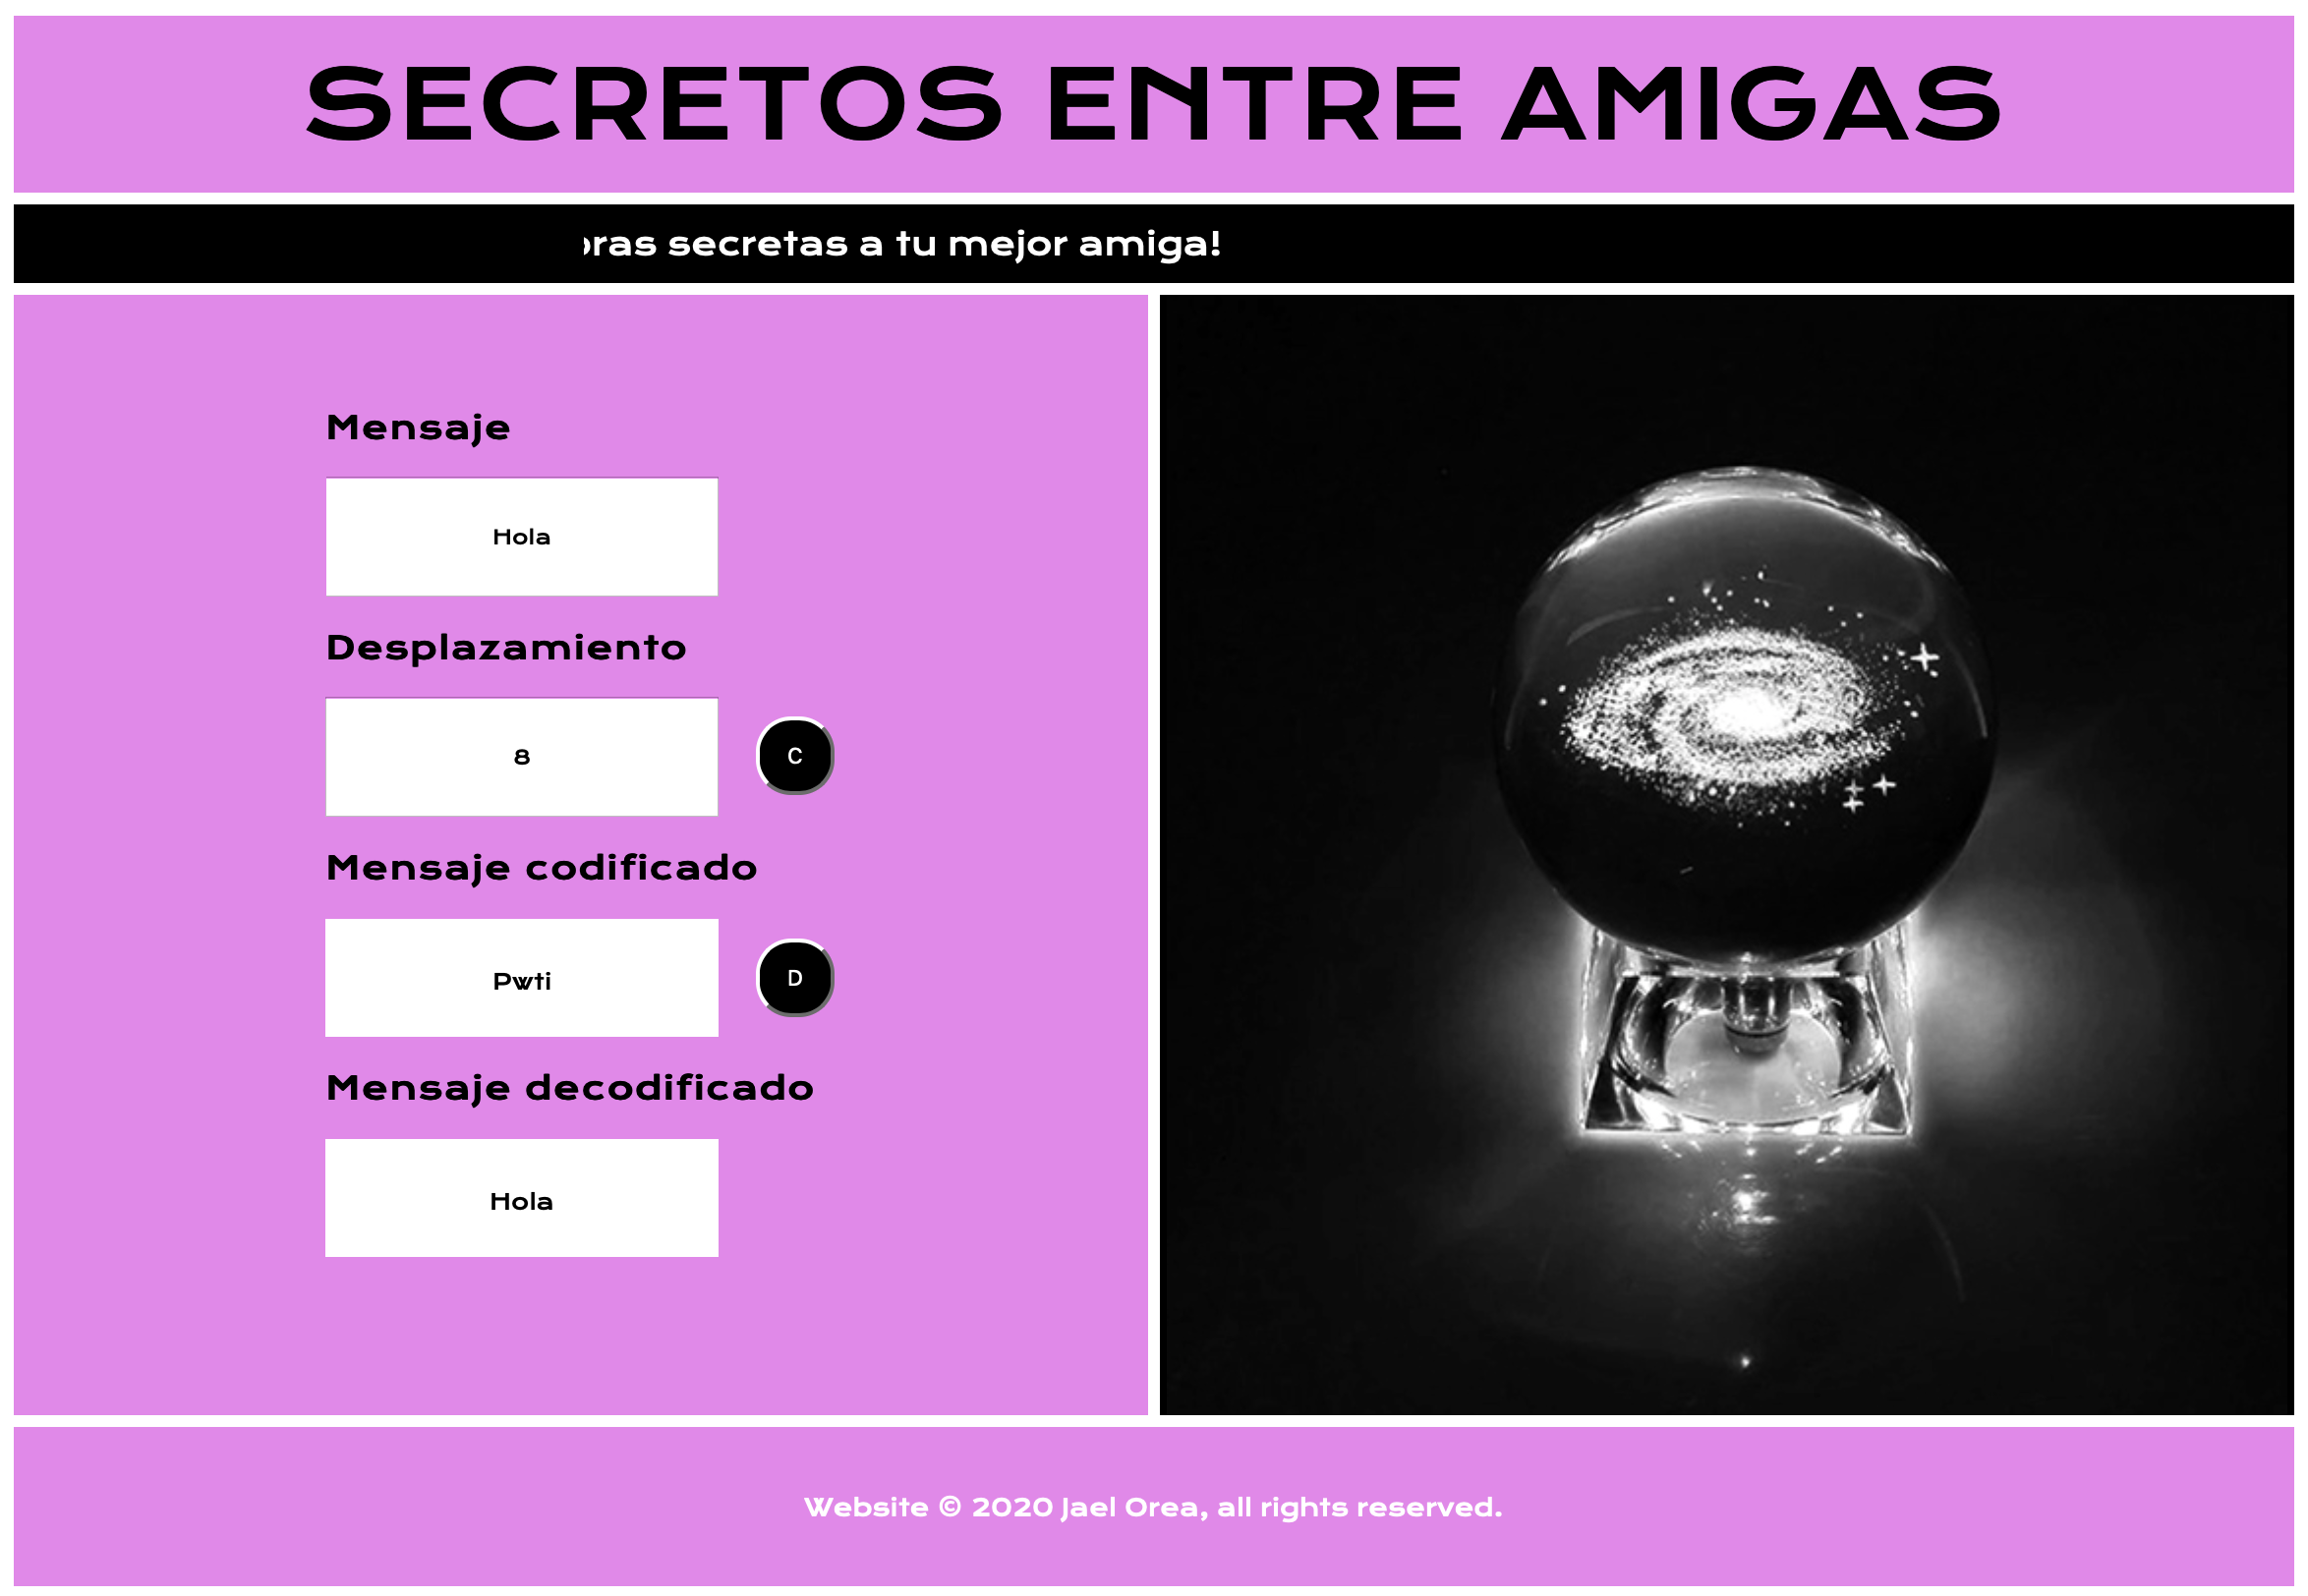 SECRETOS ENTRE AMIGAS
secretas a tu mejor amiga!
Mensaje
Hola
Desplazamiento
8
C
Mensaje codificado
Pwti
D
Mensaje decodificado
Hola
Website © 2020 Jael Orea, all rights reserved.